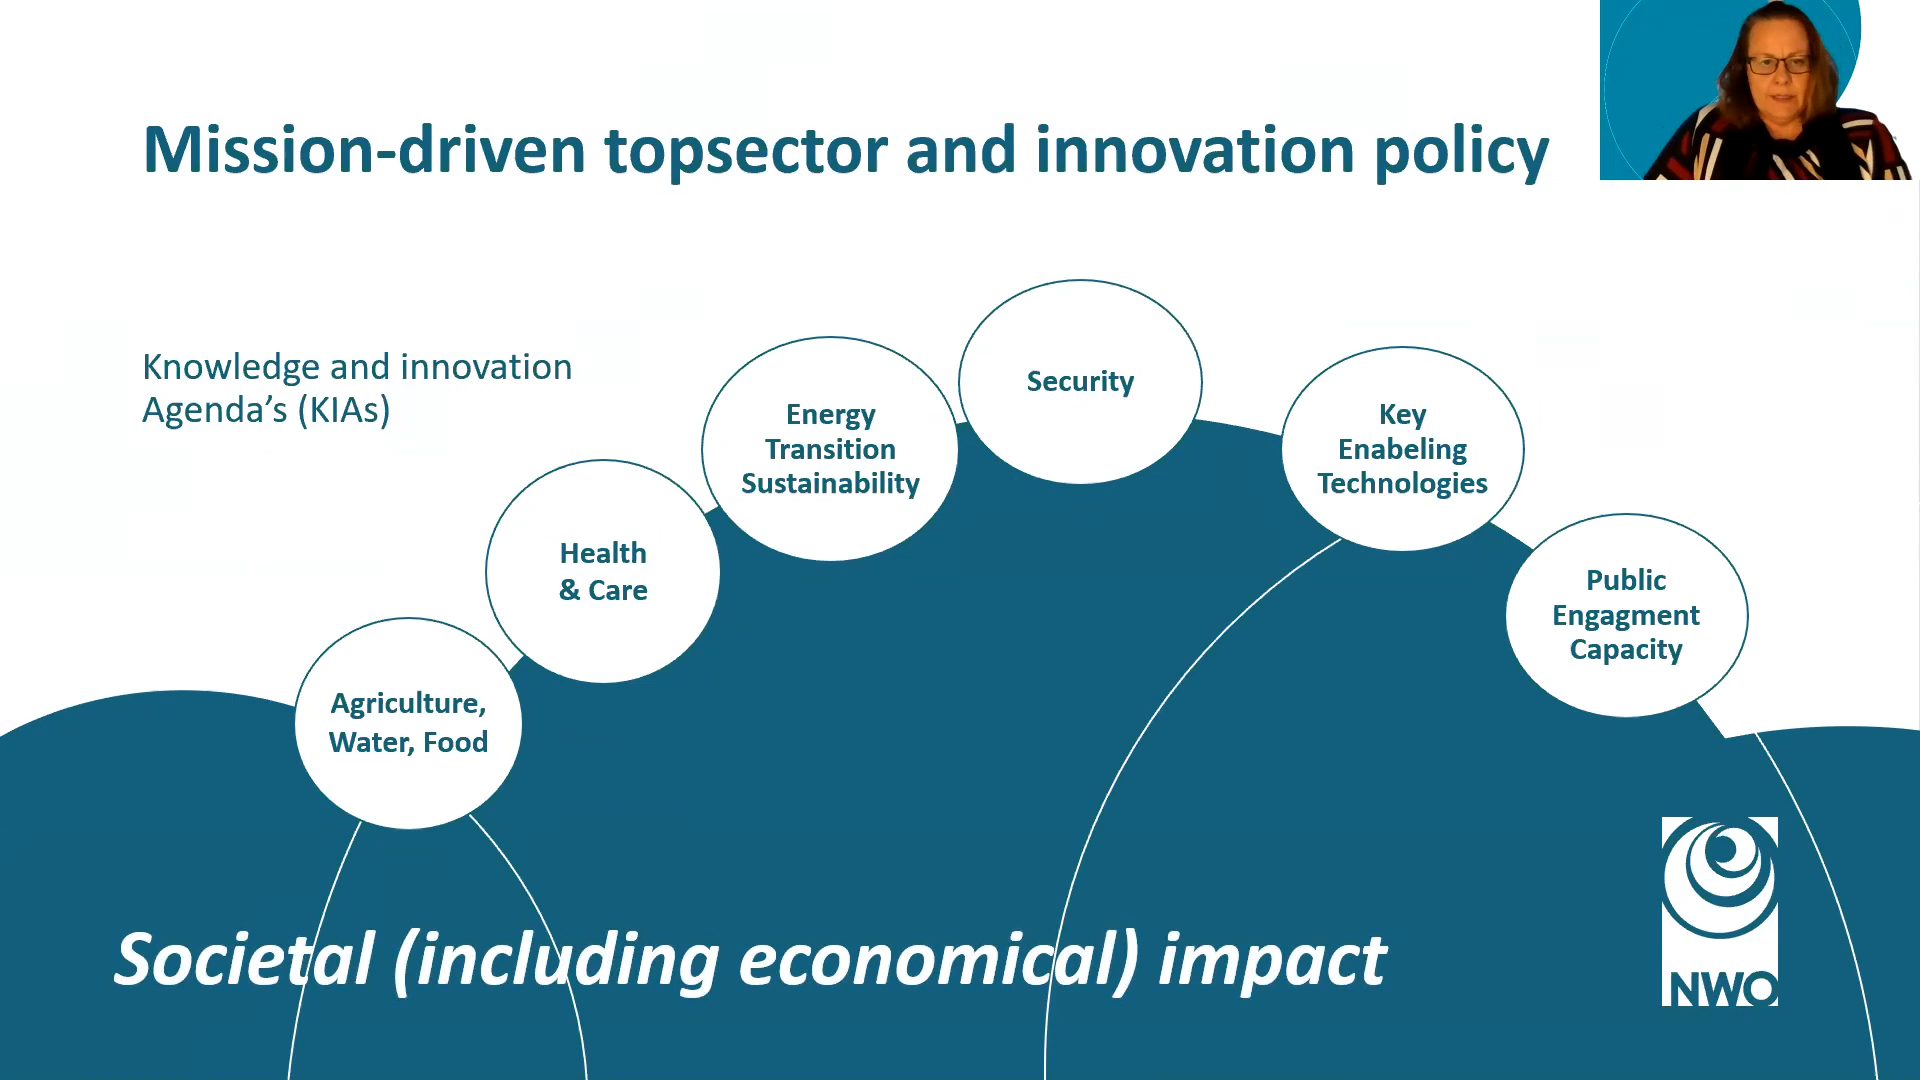 Mission-driven topsector and innovation policy
Knowledge and innovation
Agenda’s (KIAs)
Agriculture,
Water, Food
Health
& Care
Energy
Transition
Sustainability
Security
Key
Enabeling
Technologies
Public
Engagment
Capacity
Societal (including economical) impact
NWO